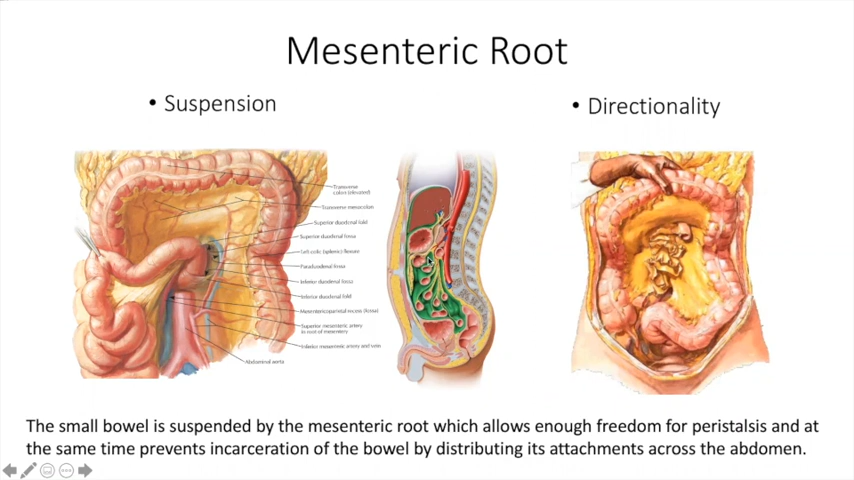 Mesenteric Root
• Suspension
• Directionality
Transverse
colon (elevated)
Transverse mesocolon
Superior duodenal fold
Superior duodenal fossa
Left colic (splenic) flexure
Paraduodenal fossa
Inferior duodenal fossa
Inferior duodenal fold
Mesentericoparietal recess (fossa)
Superior mesenteric artery
in root of mesentery
Inferior mesenteric artery and vein
Abdominal aorta
The small bowel is suspended by the mesenteric root which allows enough freedom for peristalsis and at
the same time prevents incarceration of the bowel by distributing its attachments across the abdomen.